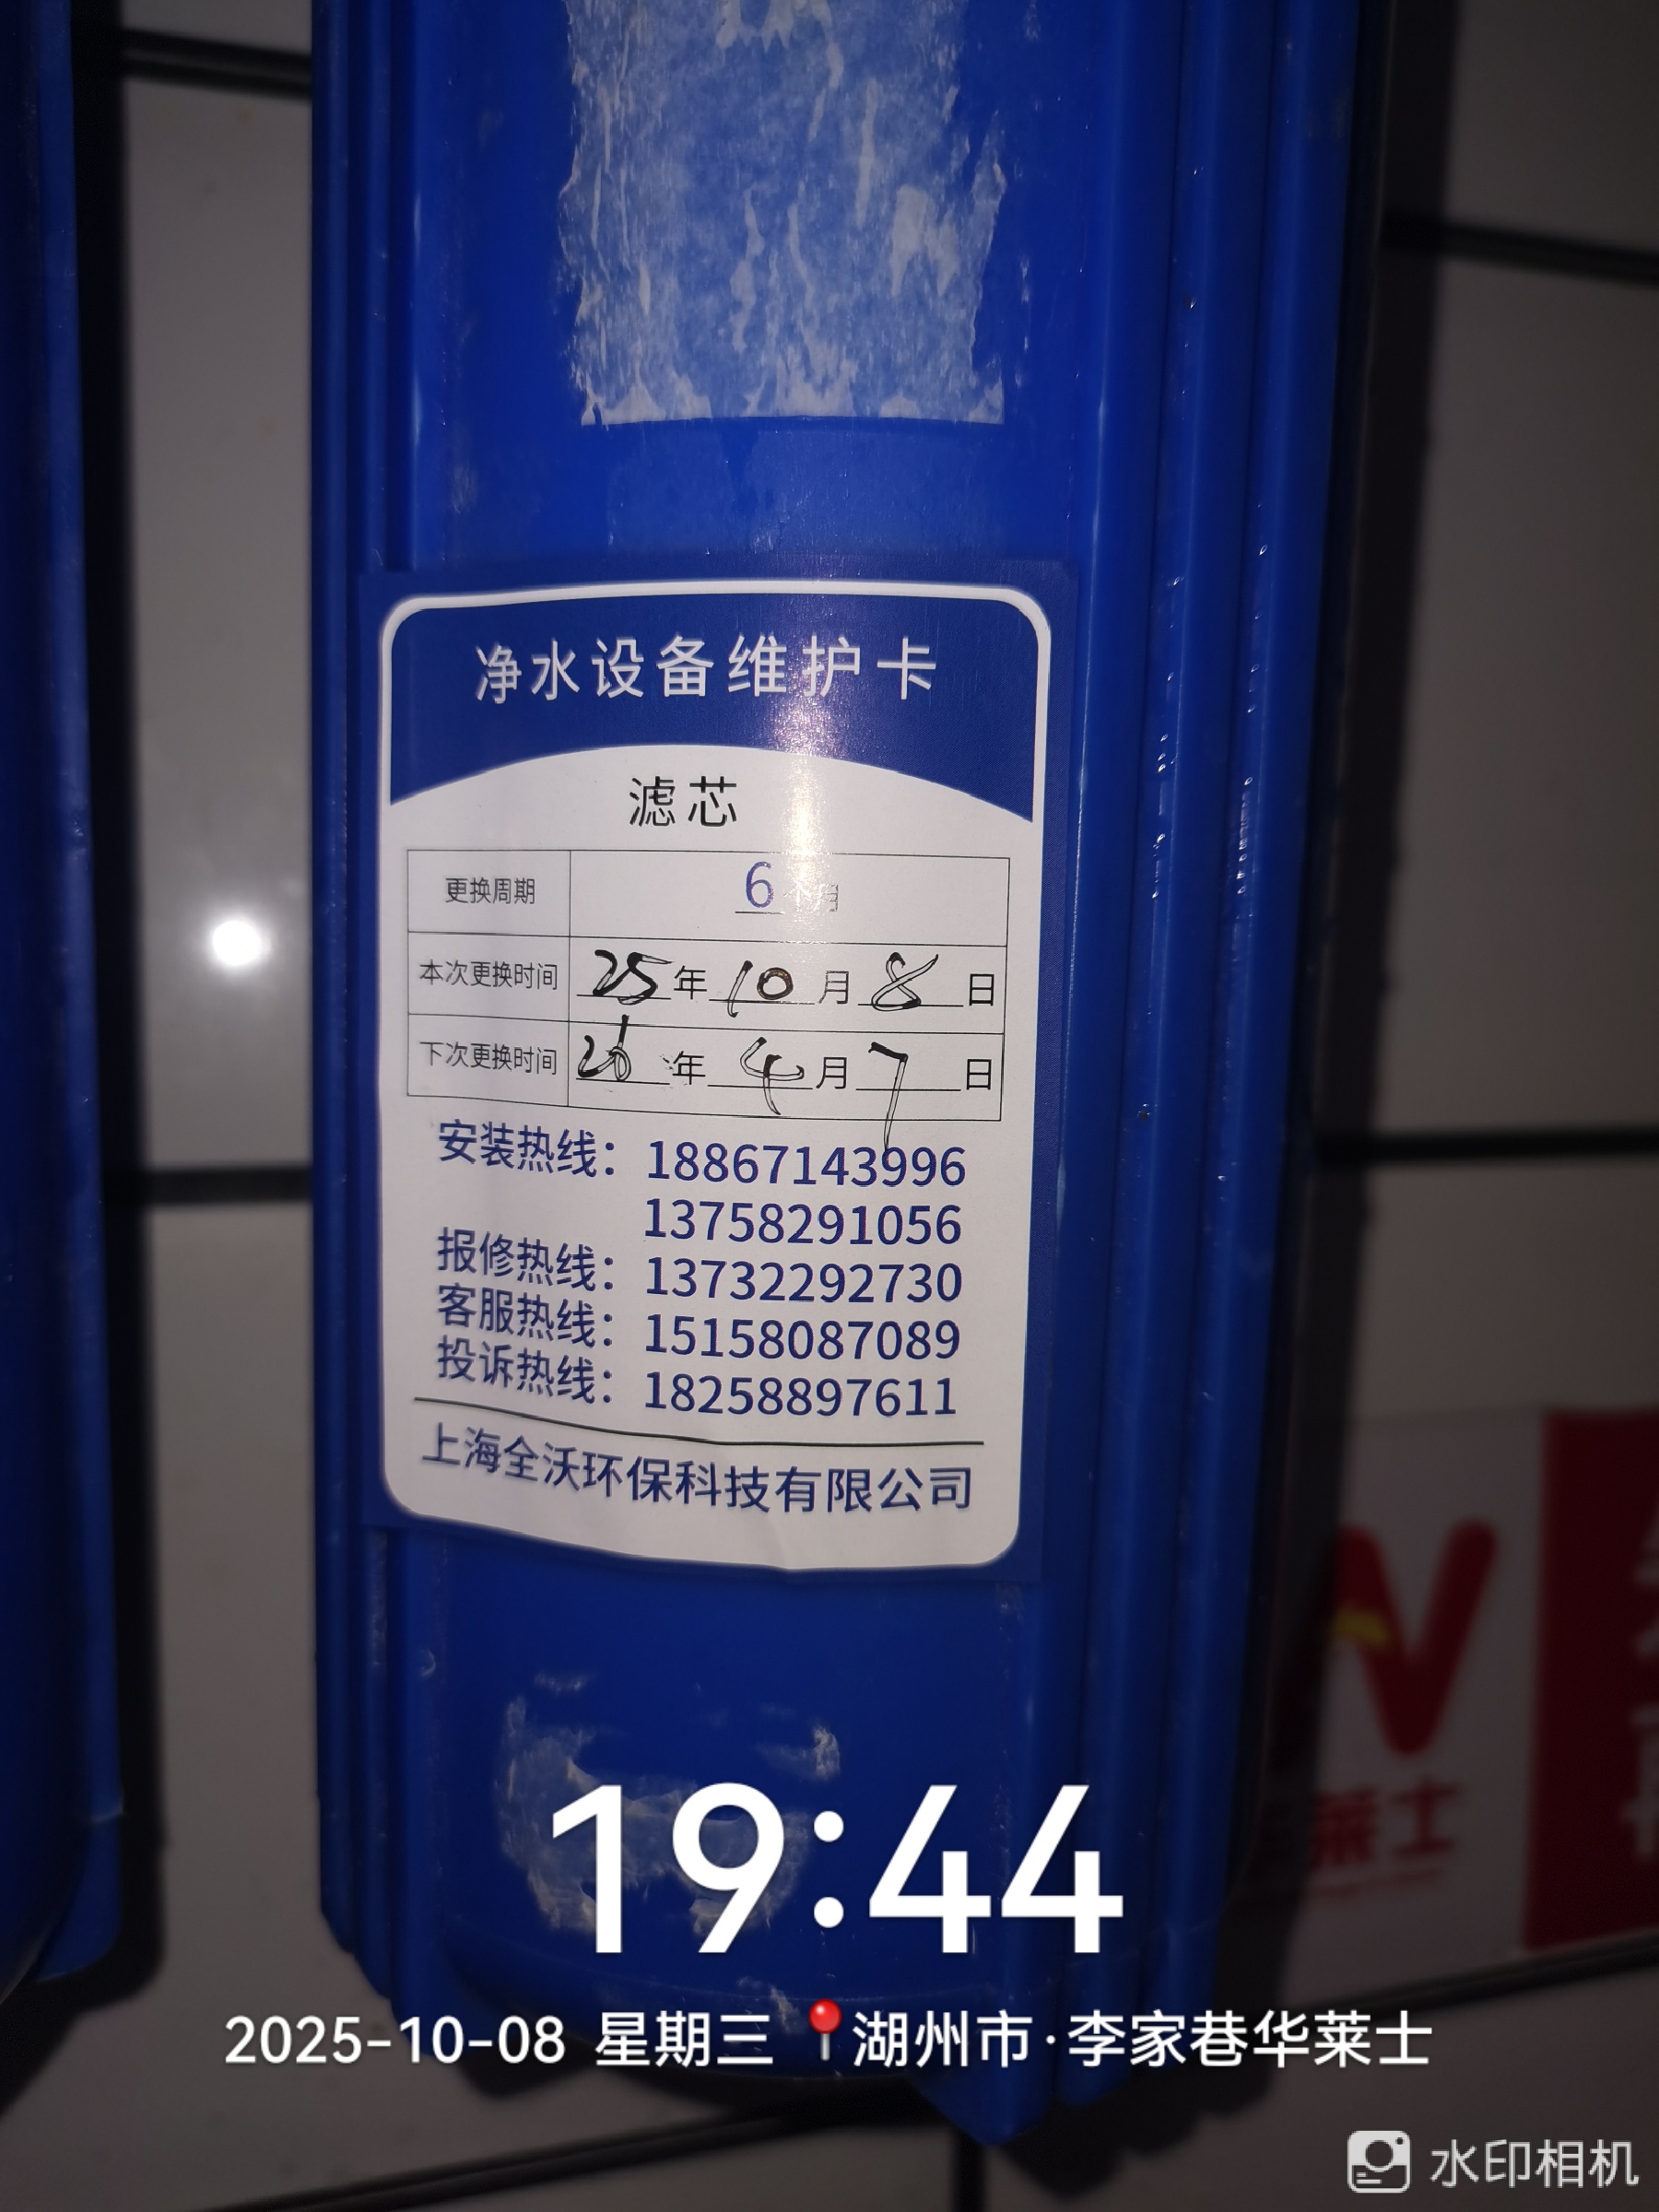 净水设备维护卡
滤芯
更换周期 6个月
本次更换时间 25年10月8日
下次更换时间 26年4月7日
安装热线：18867143996
13758291056
报修热线：13732292730
客服热线：15158087089
投诉热线：18258897611
上海全沃环保科技有限公司
莱士
19:44
2025-10-08 星期三 湖州市·李家巷华莱士
水印相机